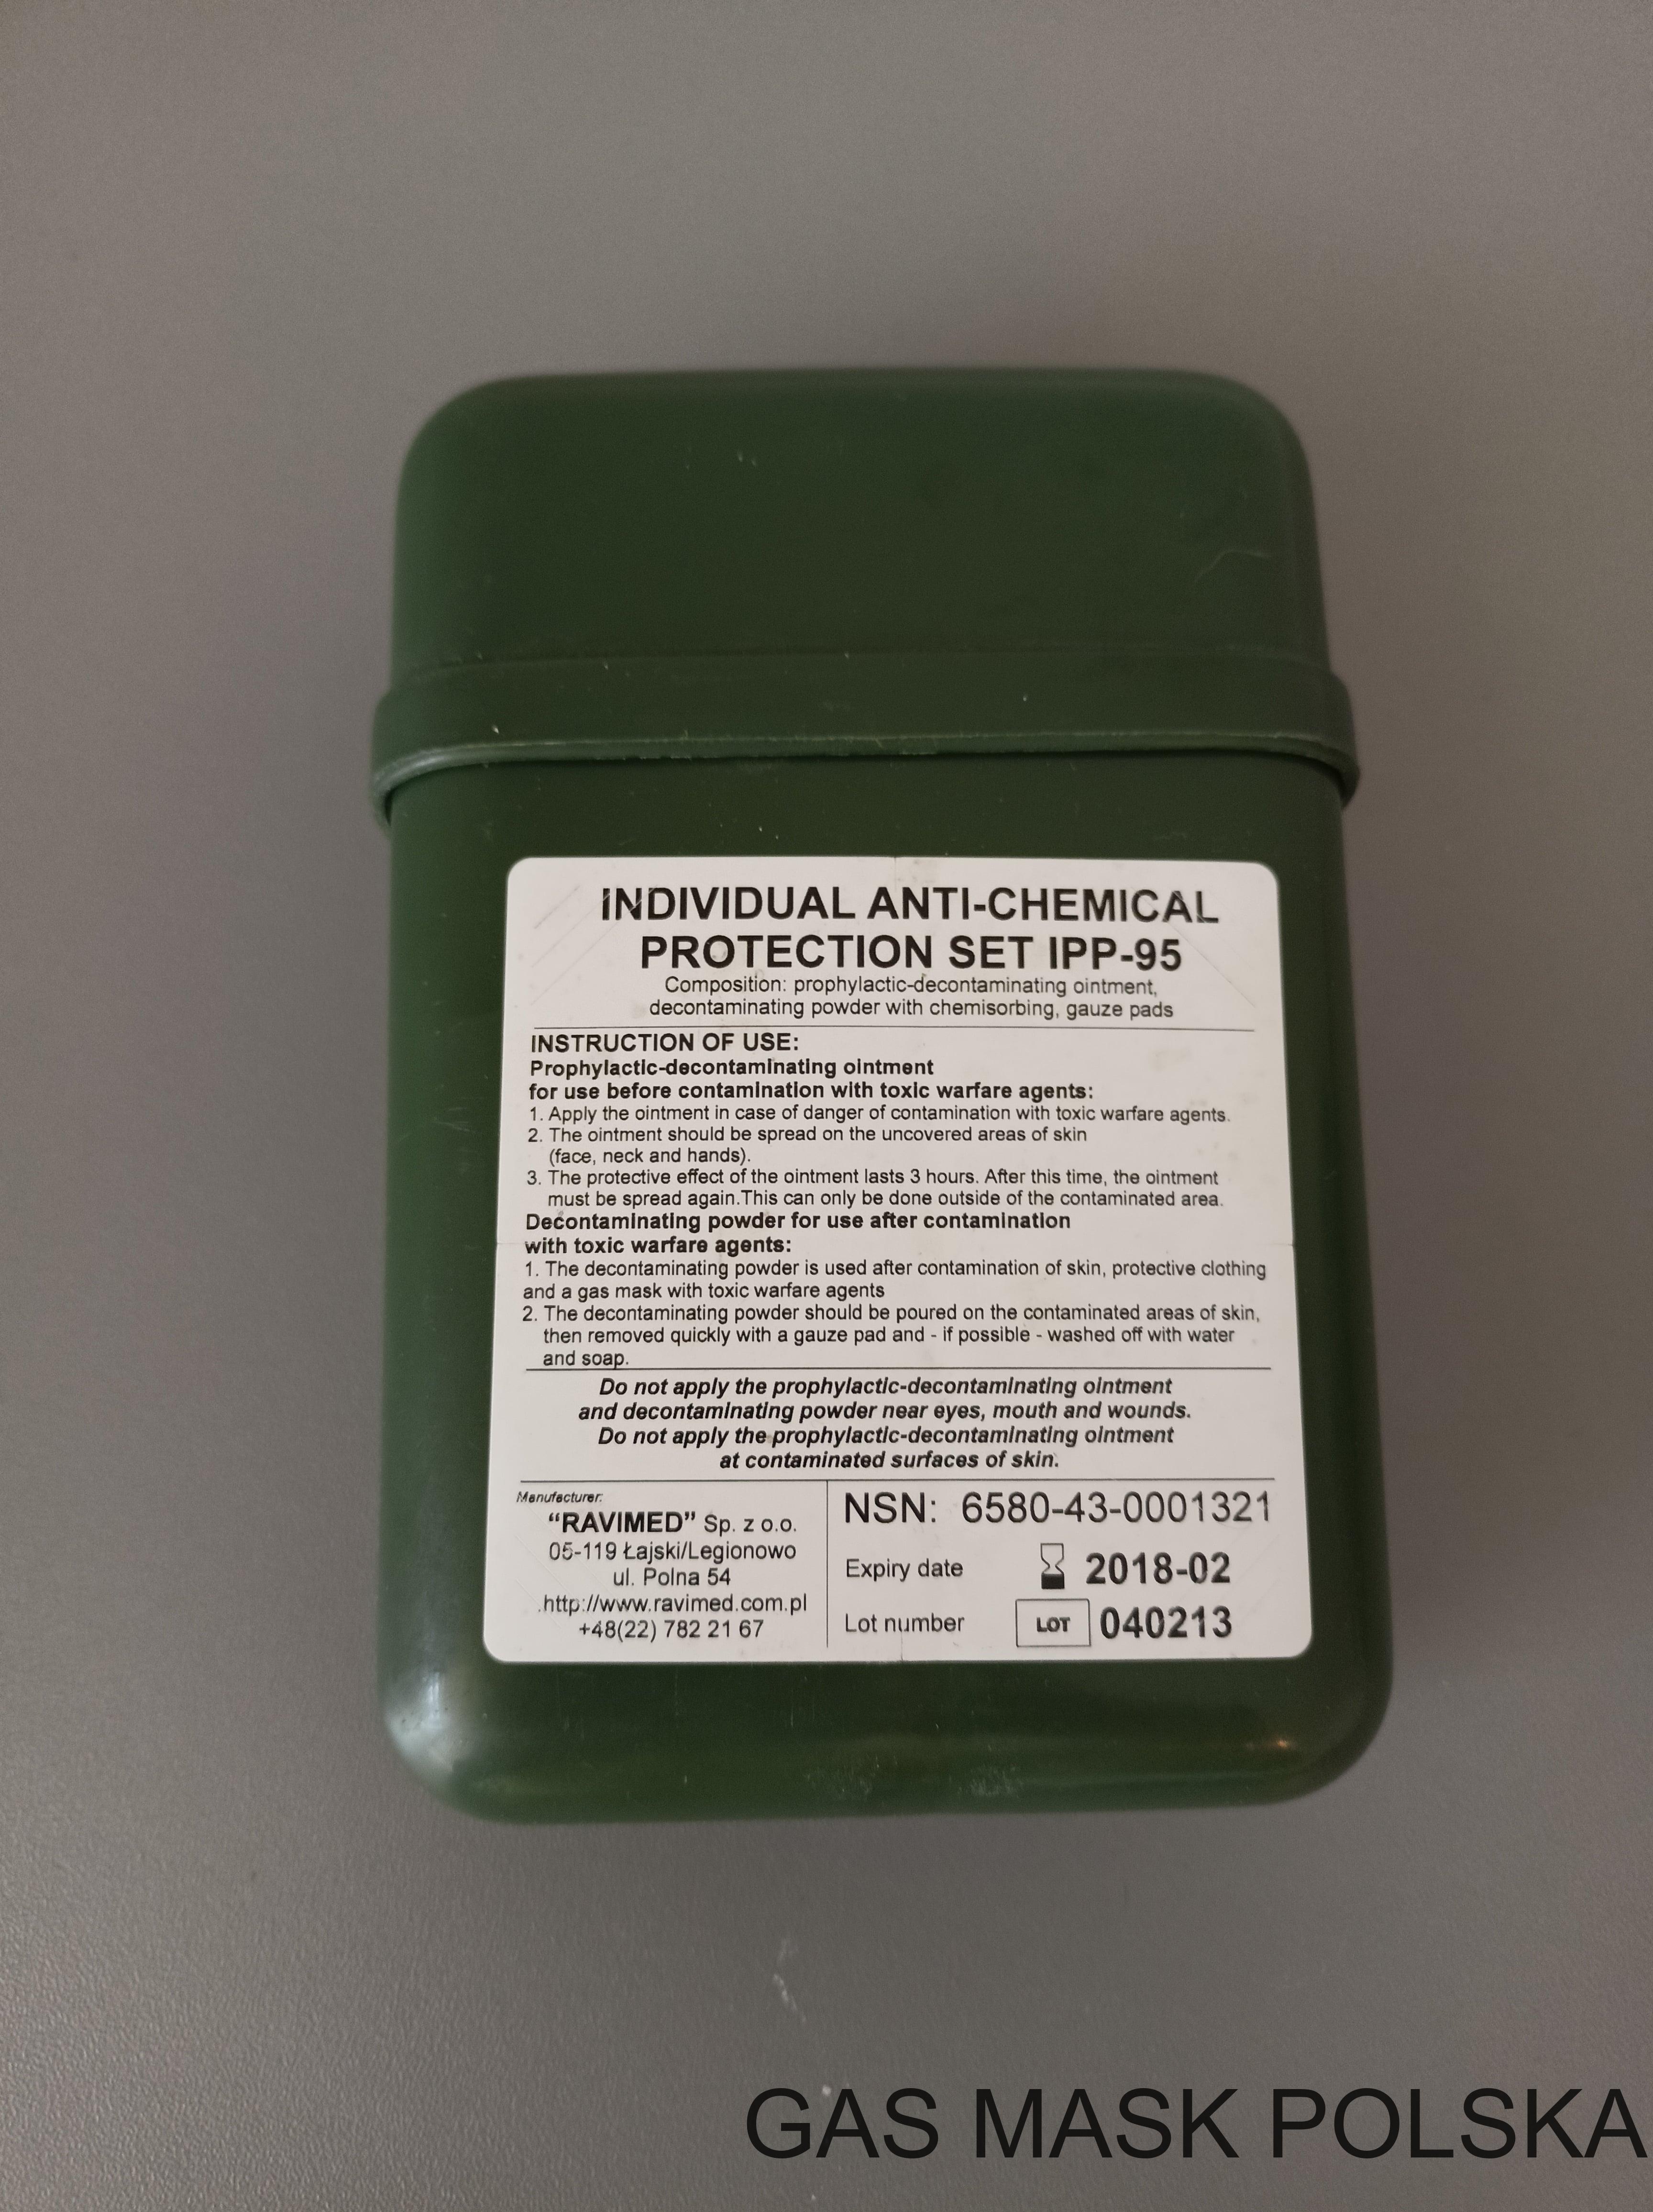 INDIVIDUAL ANTI-CHEMICAL
PROTECTION SET IPP-95
Composition: prophylactic-decontaminating ointment,
decontaminating powder with chemisorbing, gauze pads
INSTRUCTION OF USE:
Prophylactic-decontaminating ointment
for use before contamination with toxic warfare agents:
1. Apply the ointment in case of danger of contamination with toxic warfare agents.
2. The ointment should be spread on the uncovered areas of skin
(face, neck and hands).
3. The protective effect of the ointment lasts 3 hours. After this time, the ointment
must be spread again.This can only be done outside of the contaminated area.
Decontaminating powder for use after contamination
with toxic warfare agents:
1. The decontaminating powder is used after contamination of skin, protective clothing
and a gas mask with toxic warfare agents
2. The decontaminating powder should be poured on the contaminated areas of skin,
then removed quickly with a gauze pad and - if possible - washed off with water
and soap.
Do not apply the prophylactic-decontaminating ointment
and decontaminating powder near eyes, mouth and wounds.
Do not apply the prophylactic-decontaminating ointment
at contaminated surfaces of skin.
Manufacturer:
“RAVIMED” Sp. z o.o.
05-119 Łajski/Legionowo
ul. Polna 54
http://www.ravimed.com.pl
+48(22) 782 21 67
NSN: 6580-43-0001321
Expiry date 2018-02
Lot number LOT 040213
GAS MASK POLSKA